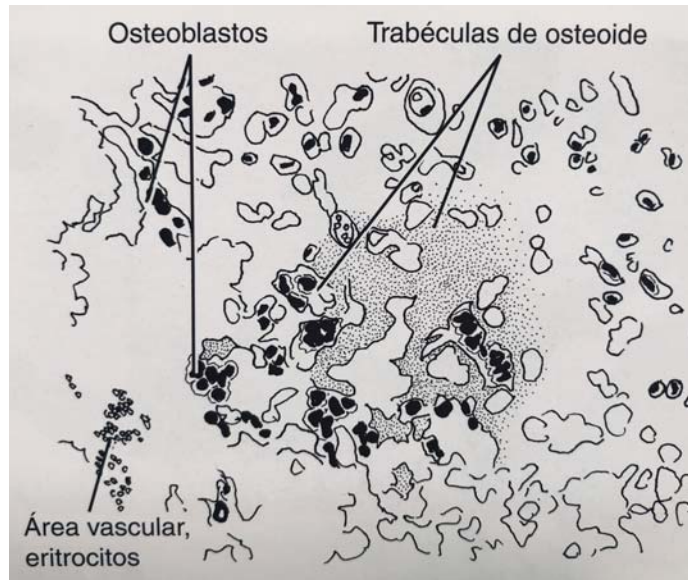 Osteoblastos
Trabéculas de osteoide
Área vascular,
eritrocitos